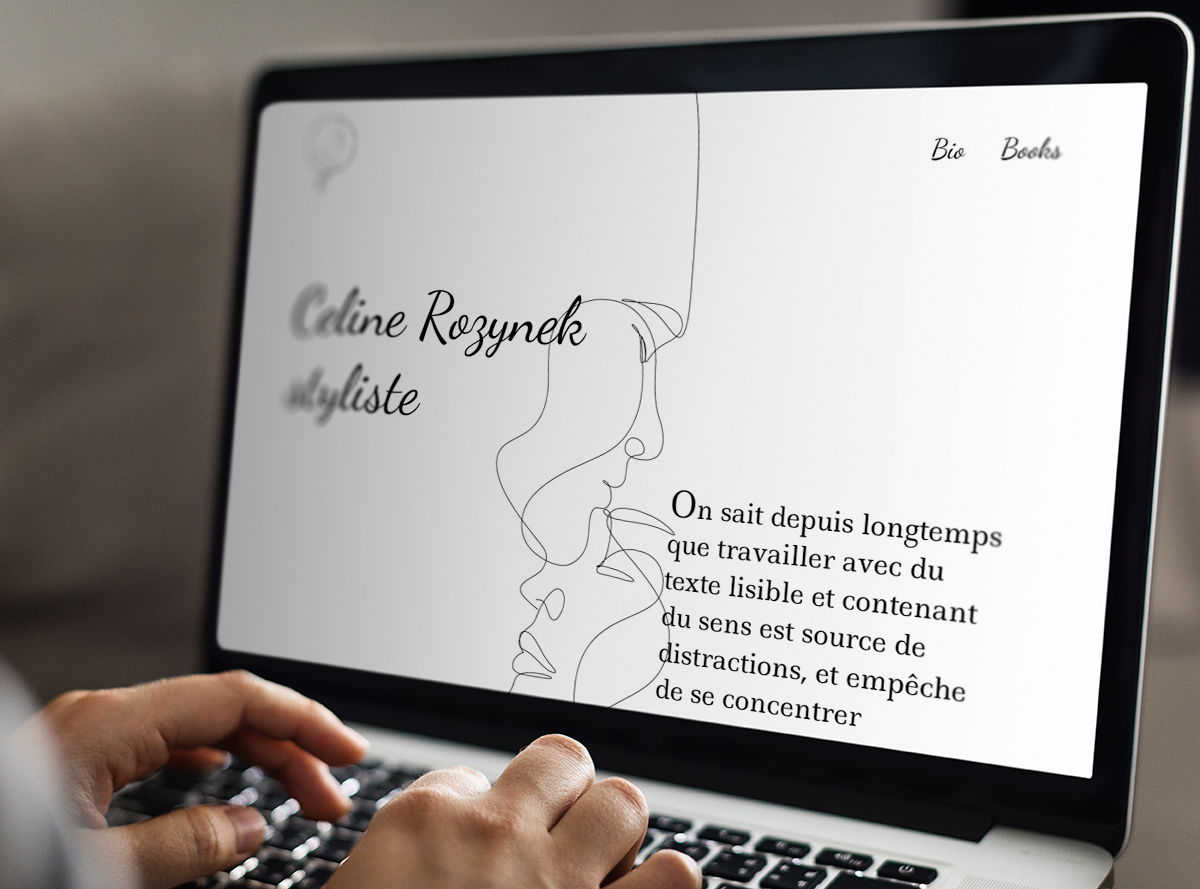 Bio Books
Celine Rozynek
styliste
On sait depuis longtemps
que travailler avec du
texte lisible et contenant
du sens est source de
distractions, et empêche
de se concentrer